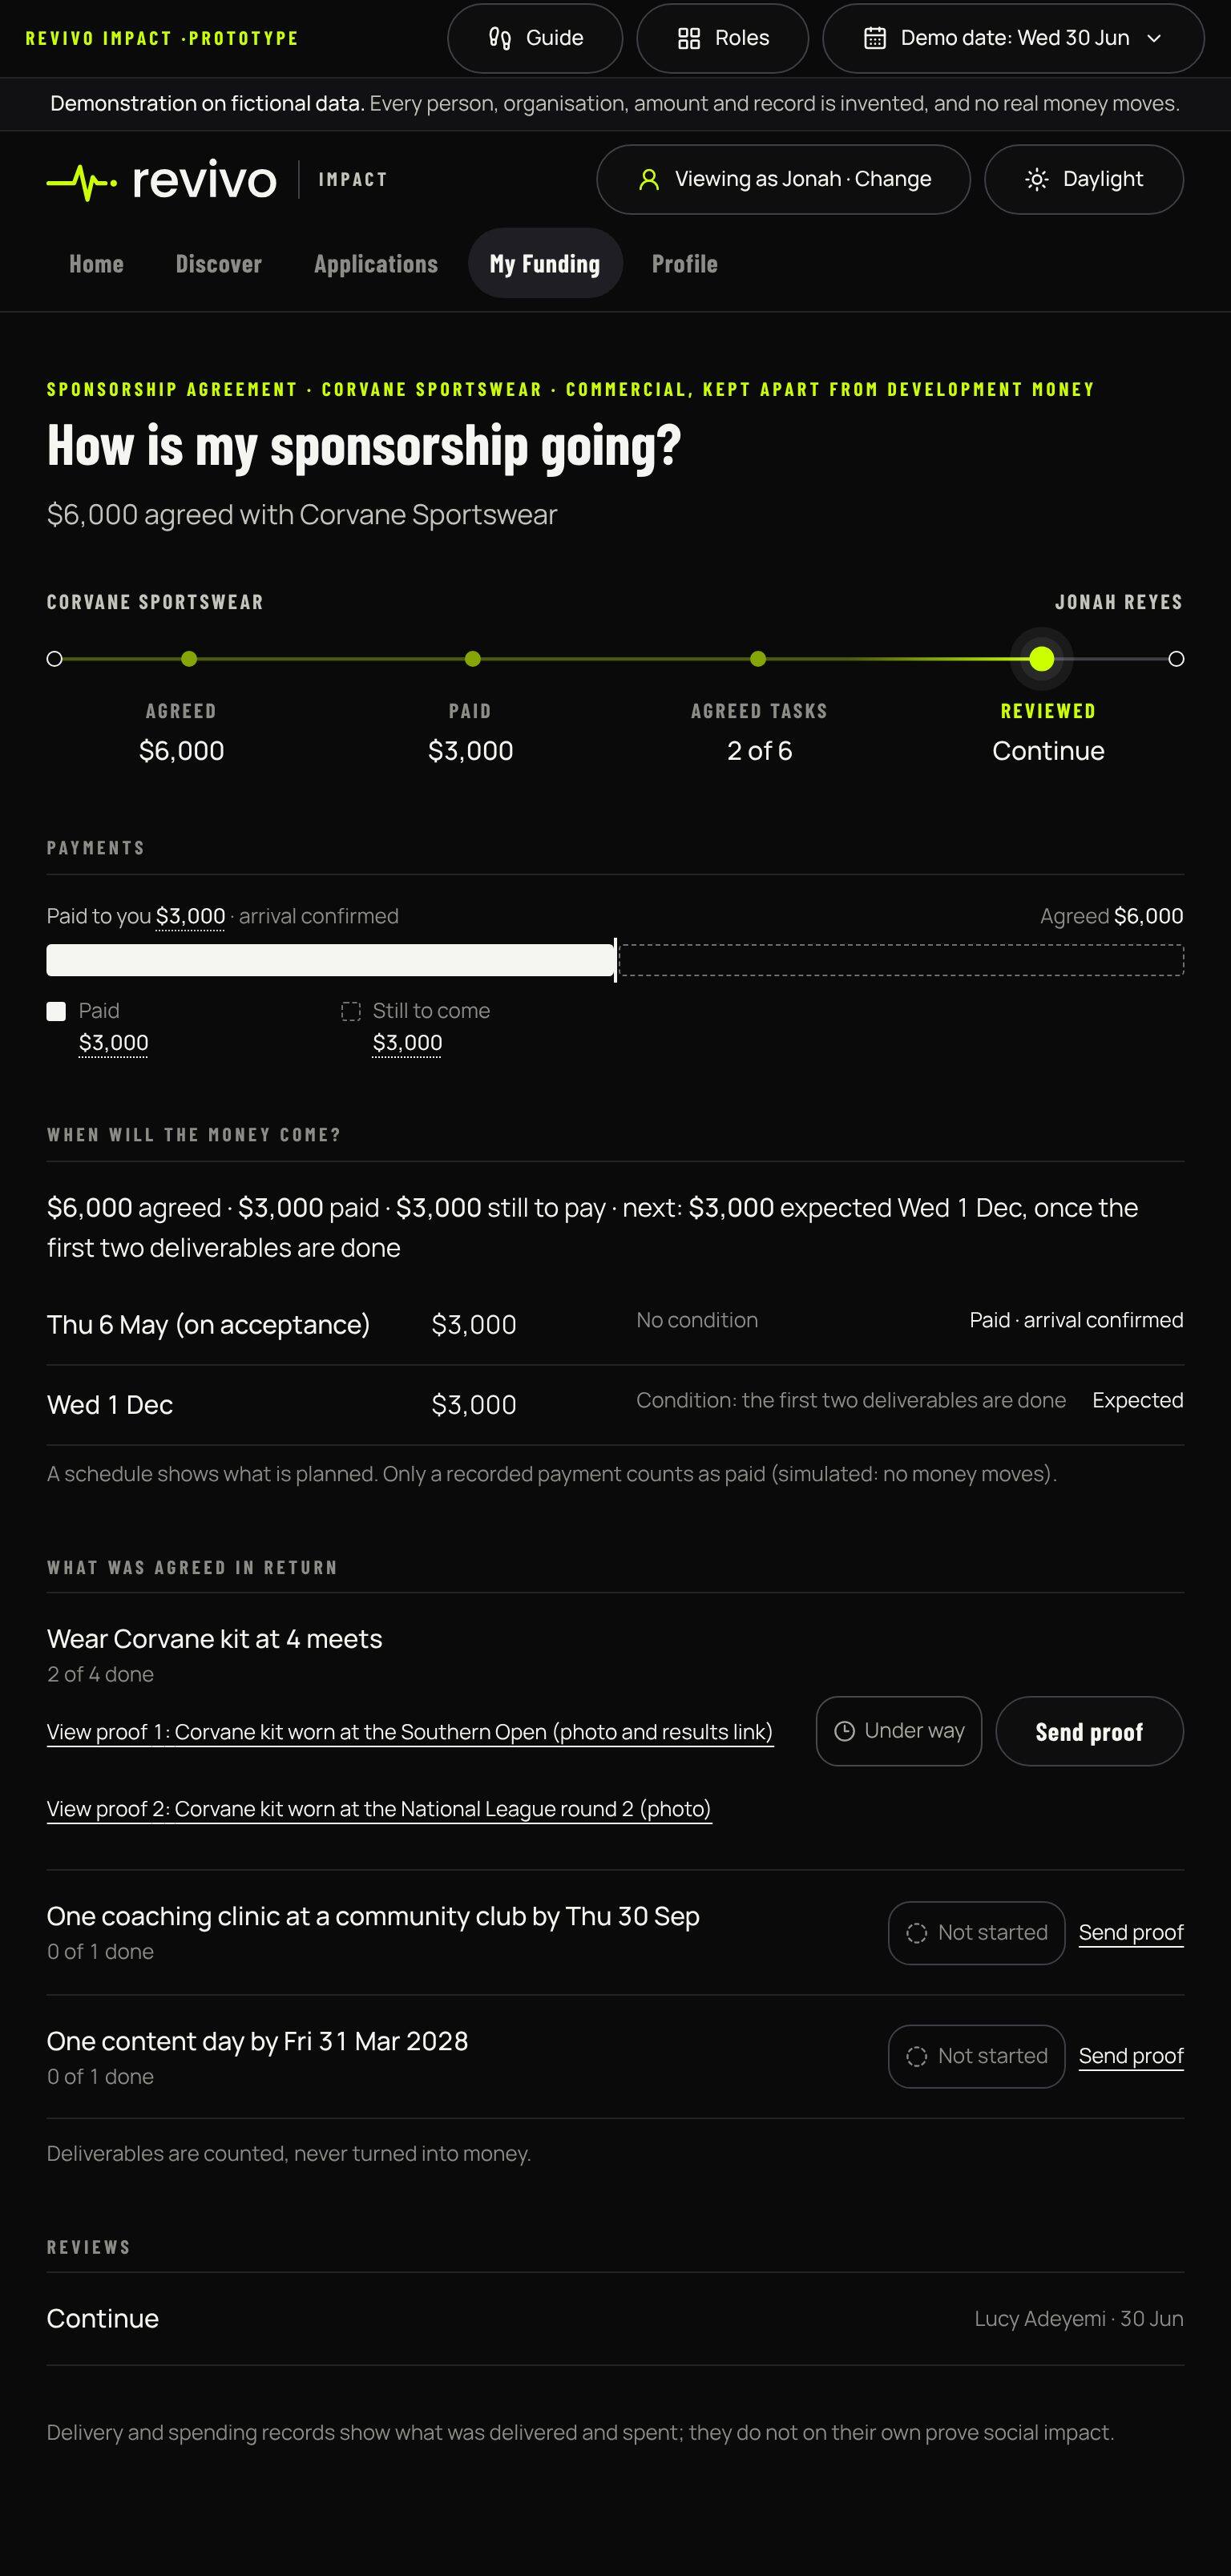 REVIVO IMPACT · PROTOTYPE
Guide
Roles
Demo date: Wed 30 Jun
Demonstration on fictional data. Every person, organisation, amount and record is invented, and no real money moves.
revivo
IMPACT
Viewing as Jonah · Change
Daylight
Home
Discover
Applications
My Funding
Profile
SPONSORSHIP AGREEMENT · CORVANE SPORTSWEAR · COMMERCIAL, KEPT APART FROM DEVELOPMENT MONEY
How is my sponsorship going?
$6,000 agreed with Corvane Sportswear
CORVANE SPORTSWEAR
JONAH REYES
AGREED
PAID
AGREED TASKS
REVIEWED
$6,000
$3,000
2 of 6
Continue
PAYMENTS
Paid to you $3,000 · arrival confirmed
Agreed $6,000
Paid
$3,000
Still to come
$3,000
WHEN WILL THE MONEY COME?
$6,000 agreed · $3,000 paid · $3,000 still to pay · next: $3,000 expected Wed 1 Dec, once the
first two deliverables are done
Thu 6 May (on acceptance)
$3,000
No condition
Paid · arrival confirmed
Wed 1 Dec
$3,000
Condition: the first two deliverables are done
Expected
A schedule shows what is planned. Only a recorded payment counts as paid (simulated: no money moves).
WHAT WAS AGREED IN RETURN
Wear Corvane kit at 4 meets
2 of 4 done
View proof 1: Corvane kit worn at the Southern Open (photo and results link)
Under way
Send proof
View proof 2: Corvane kit worn at the National League round 2 (photo)
One coaching clinic at a community club by Thu 30 Sep
0 of 1 done
Not started
Send proof
One content day by Fri 31 Mar 2028
0 of 1 done
Not started
Send proof
Deliverables are counted, never turned into money.
REVIEWS
Continue
Lucy Adeyemi · 30 Jun
Delivery and spending records show what was delivered and spent; they do not on their own prove social impact.